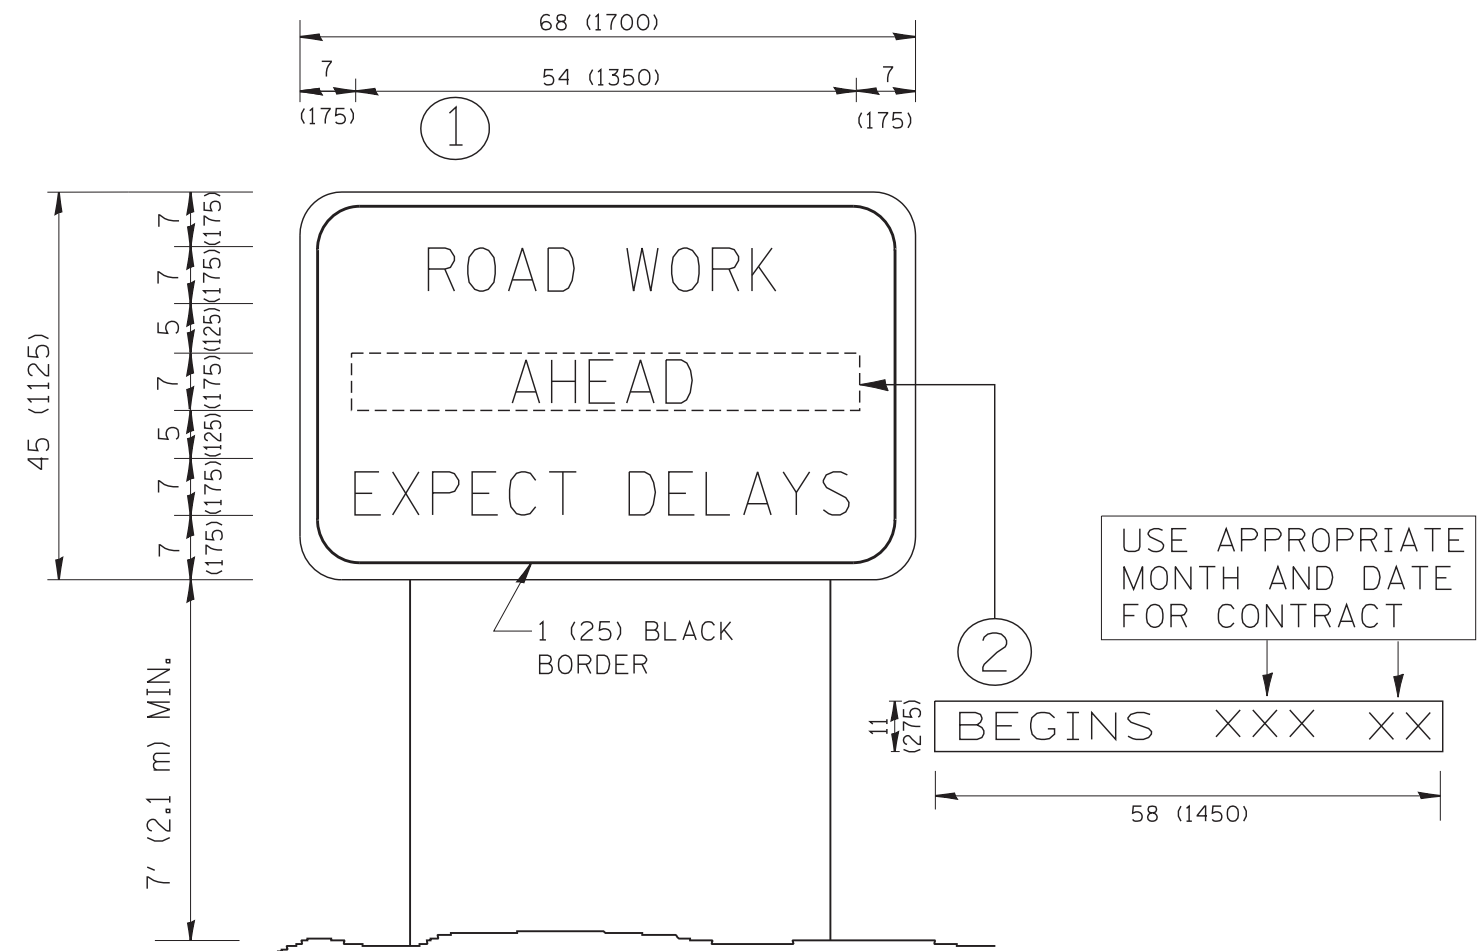 68 (1700)
7
54 (1350)
7
(175)
(175)
1
45 (1125)
7 (175)
7 (175)
5 (125)
7 (175)
5 (125)
7 (175)
7 (175)
ROAD WORK
AHEAD
EXPECT DELAYS
1 (25) BLACK
BORDER
7' (2.1 m) MIN.
2
USE APPROPRIATE
MONTH AND DATE
FOR CONTRACT
11
(275)
BEGINS XXX XX
58 (1450)